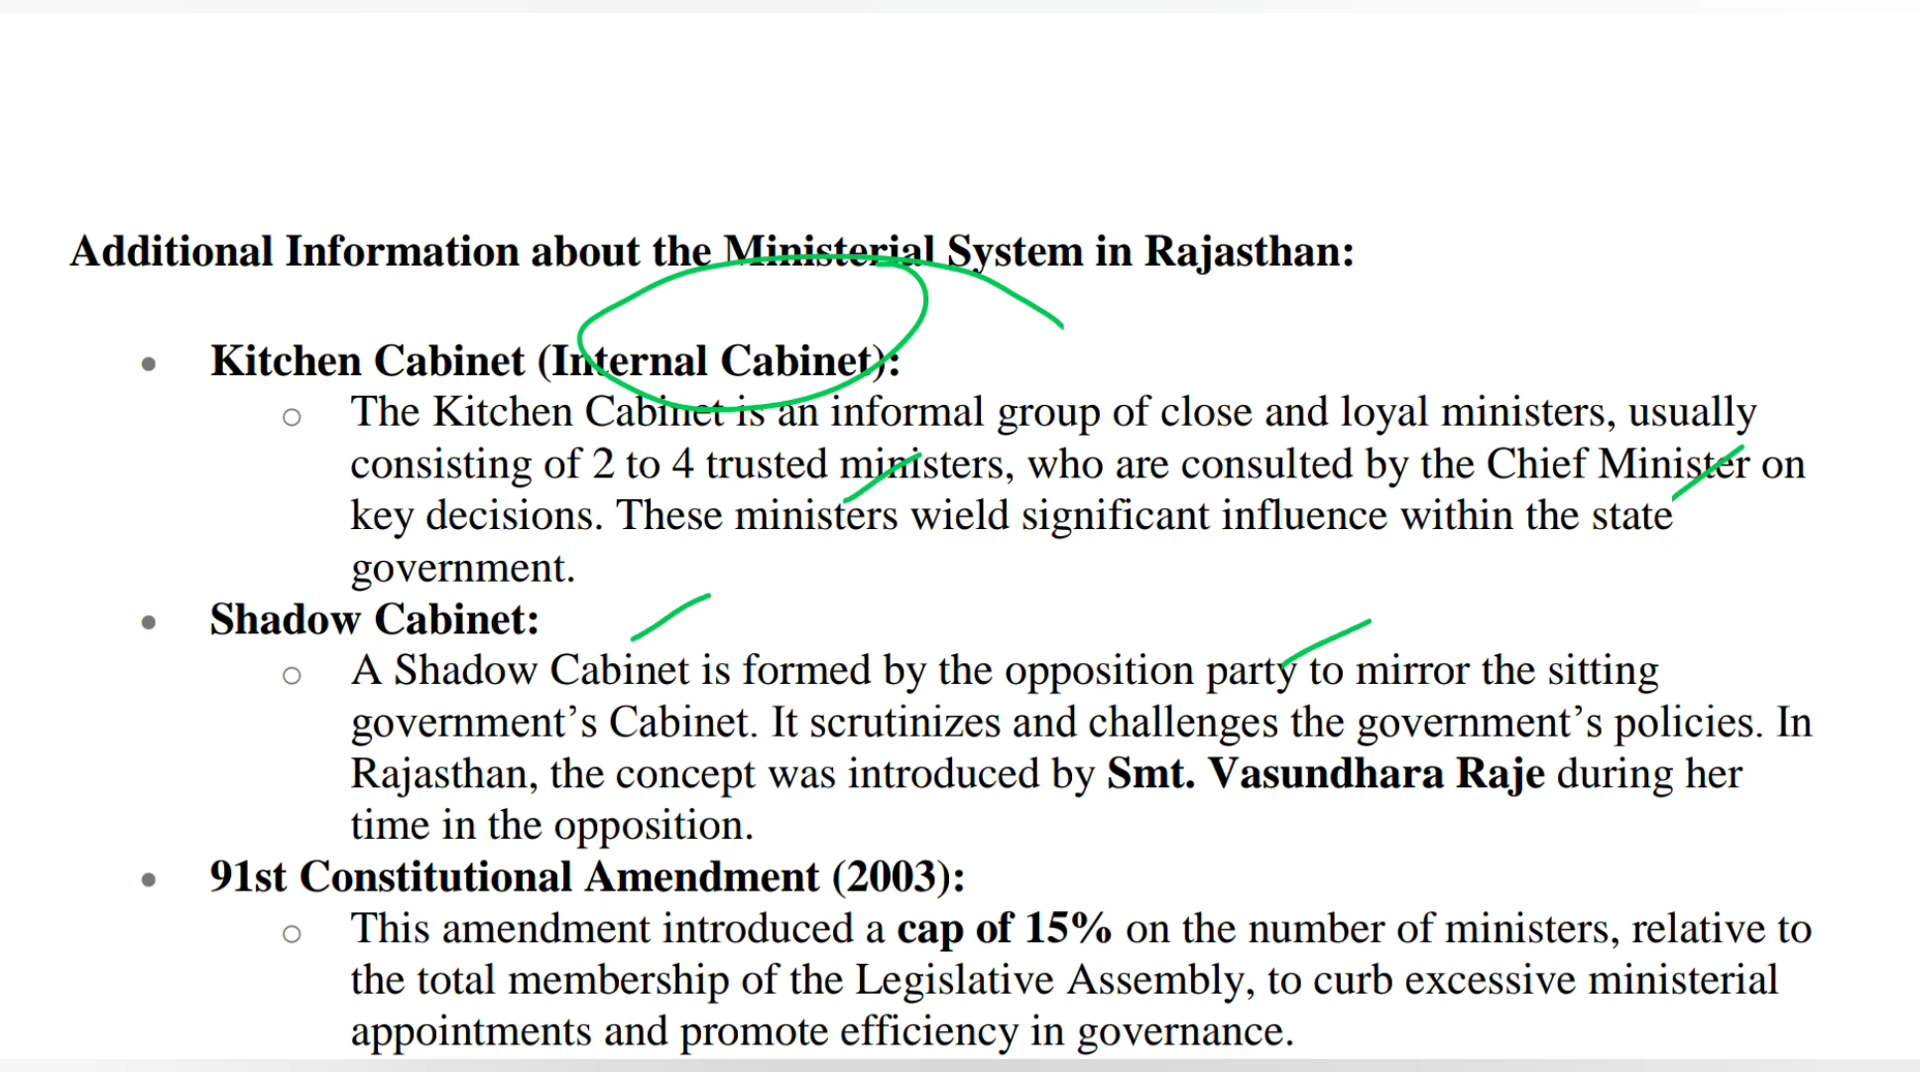 Additional Information about the Ministerial System in Rajasthan:
• Kitchen Cabinet (Internal Cabinet):
○ The Kitchen Cabinet is an informal group of close and loyal ministers, usually
consisting of 2 to 4 trusted ministers, who are consulted by the Chief Minister on
key decisions. These ministers wield significant influence within the state
government.
• Shadow Cabinet:
○ A Shadow Cabinet is formed by the opposition party to mirror the sitting
government’s Cabinet. It scrutinizes and challenges the government’s policies. In
Rajasthan, the concept was introduced by Smt. Vasundhara Raje during her
time in the opposition.
• 91st Constitutional Amendment (2003):
○ This amendment introduced a cap of 15% on the number of ministers, relative to
the total membership of the Legislative Assembly, to curb excessive ministerial
appointments and promote efficiency in governance.